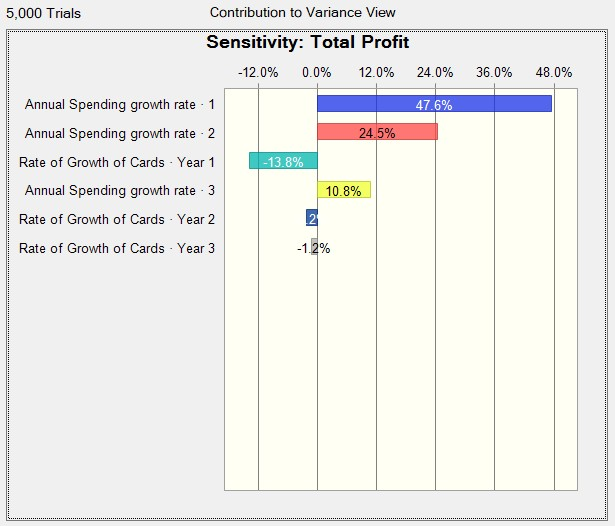 5,000 Trials
Contribution to Variance View
Sensitivity: Total Profit
-12.0% 0.0% 12.0% 24.0% 36.0% 48.0%
Annual Spending growth rate - 1 47.6%
Annual Spending growth rate - 2 24.5%
Rate of Growth of Cards - Year 1 -13.8%
Annual Spending growth rate - 3 10.8%
Rate of Growth of Cards - Year 2
Rate of Growth of Cards - Year 3 -1.2%